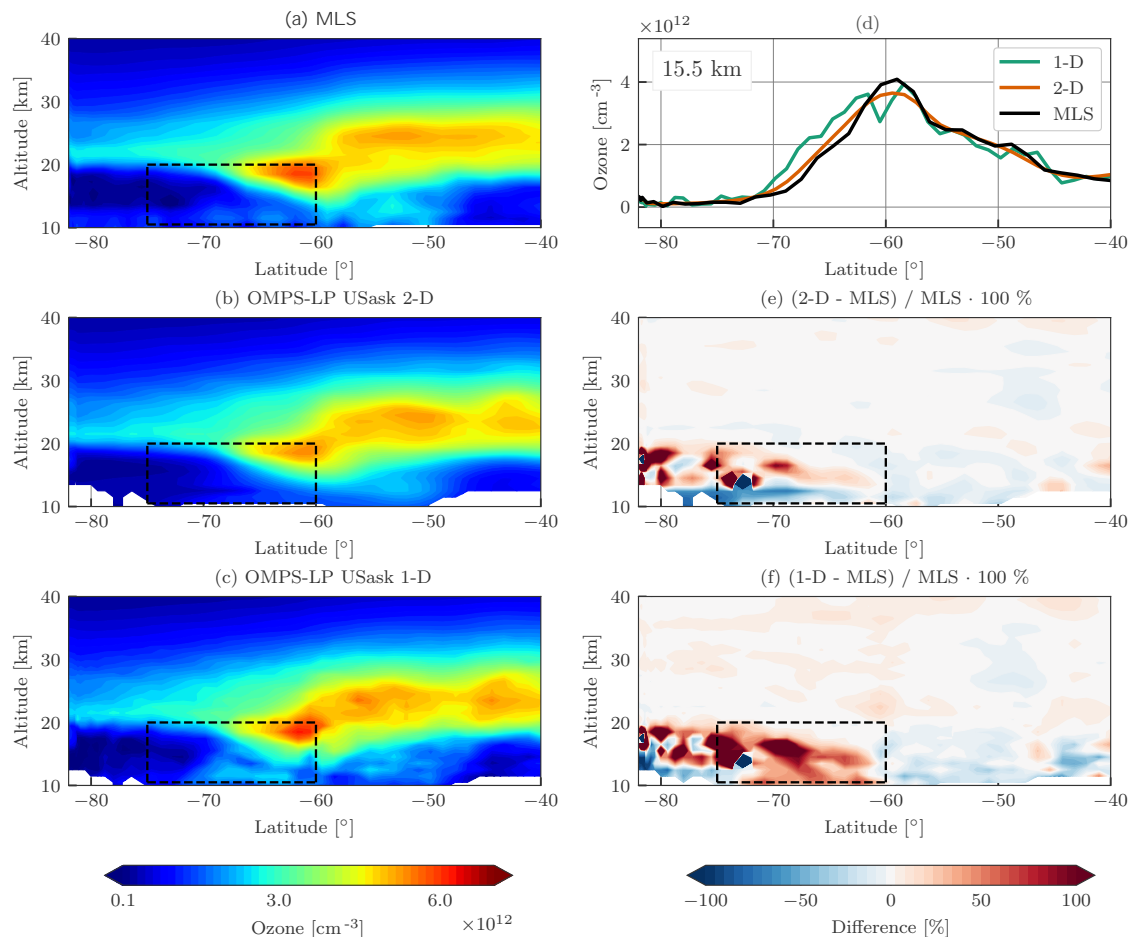 (a) MLS
40
30
20
10
Altitude [km]
−80 −70 −60 −50 −40
Latitude [°]
(d)
×10¹²
15.5 km
1-D
2-D
MLS
4
2
0
Ozone [cm⁻³]
−80 −70 −60 −50 −40
Latitude [°]
(b) OMPS-LP USask 2-D
40
30
20
10
Altitude [km]
−80 −70 −60 −50 −40
Latitude [°]
(e) (2-D - MLS) / MLS · 100 %
40
30
20
10
Altitude [km]
−80 −70 −60 −50 −40
Latitude [°]
(c) OMPS-LP USask 1-D
40
30
20
10
Altitude [km]
−80 −70 −60 −50 −40
Latitude [°]
(f) (1-D - MLS) / MLS · 100 %
40
30
20
10
Altitude [km]
−80 −70 −60 −50 −40
Latitude [°]
0.1 3.0 6.0
Ozone [cm⁻³]
×10¹²
−100 −50 0 50 100
Difference [%]